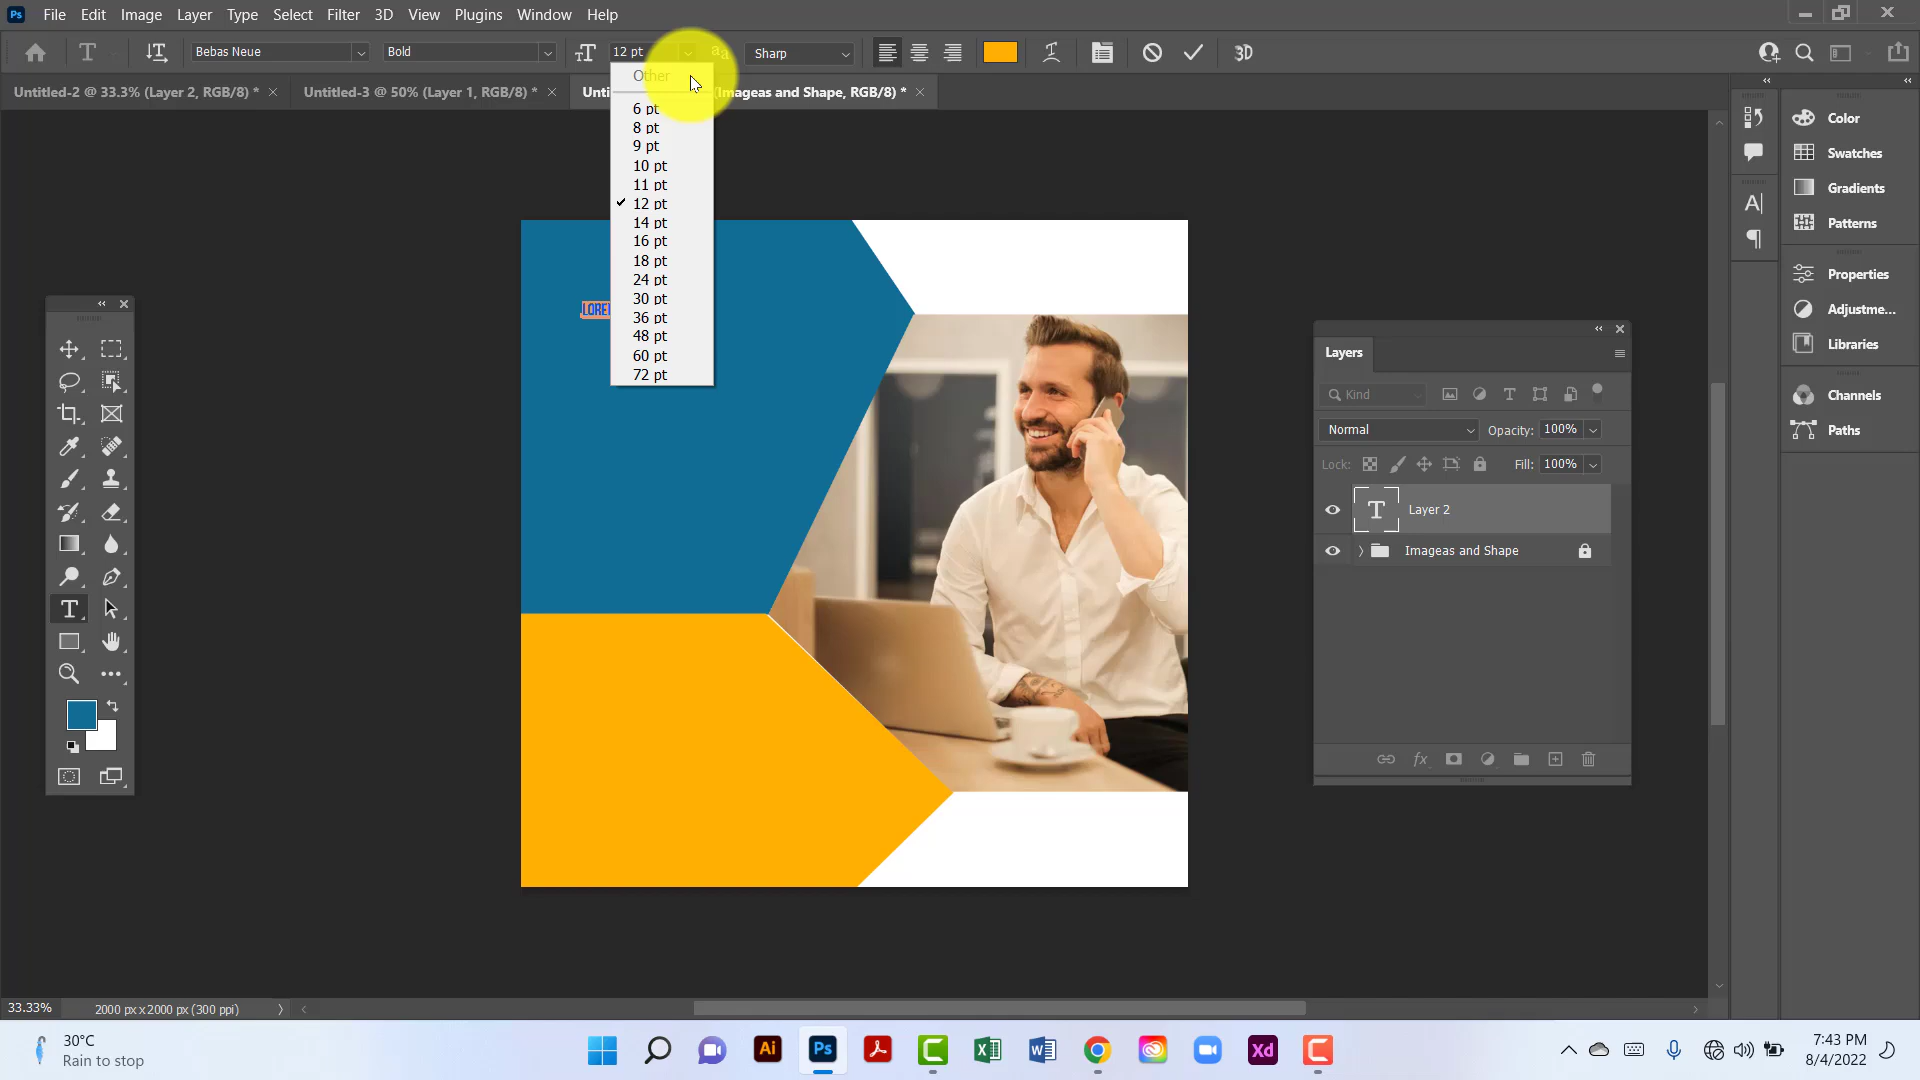 Ps File Edit Image Layer Type Select Filter 3D View Plugins Window Help
Bebas Neue Bold 12 pt Sharp 3D
Untitled-2 @ 33.3% (Layer 2, RGB/8) * Untitled-3 @ 50% (Layer 1, RGB/8) * (Imageas and Shape, RGB/8) *
Other
6 pt
8 pt
9 pt
10 pt
11 pt
12 pt
14 pt
16 pt
18 pt
24 pt
30 pt
36 pt
48 pt
60 pt
72 pt
Color
Swatches
Gradients
Patterns
Properties
Adjustme...
Libraries
Channels
Paths
Layers
Kind
Normal Opacity: 100%
Lock: Fill: 100%
Layer 2
Imageas and Shape
33.33% 2000 px x 2000 px (300 ppi)
30°C
Rain to stop
Ai Ps Xd
7:43 PM
8/4/2022